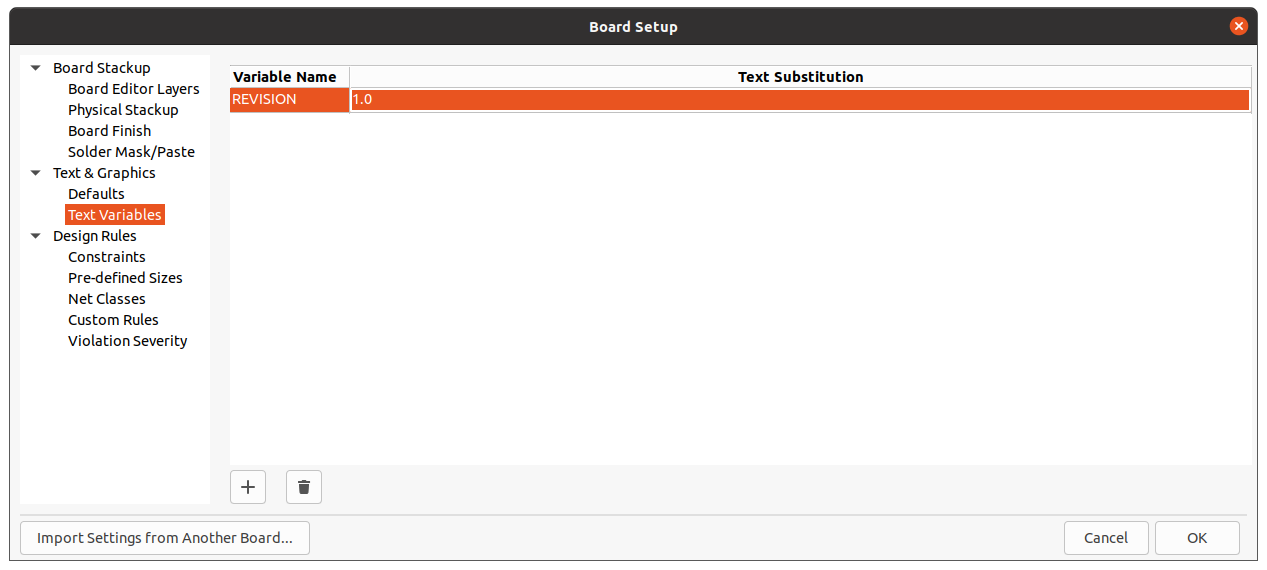 Board Setup
Board Stackup
Board Editor Layers
Physical Stackup
Board Finish
Solder Mask/Paste
Text & Graphics
Defaults
Text Variables
Design Rules
Constraints
Pre-defined Sizes
Net Classes
Custom Rules
Violation Severity
Variable Name Text Substitution
REVISION 1.0
Import Settings from Another Board...
Cancel OK